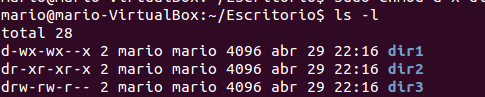 mario@mario-VirtualBox:~/Escritorio$ ls -l
total 28
d-wx-wx--x 2 mario mario 4096 abr 29 22:16 dir1
dr-xr-xr-x 2 mario mario 4096 abr 29 22:16 dir2
drw-rw-r-- 2 mario mario 4096 abr 29 22:16 dir3